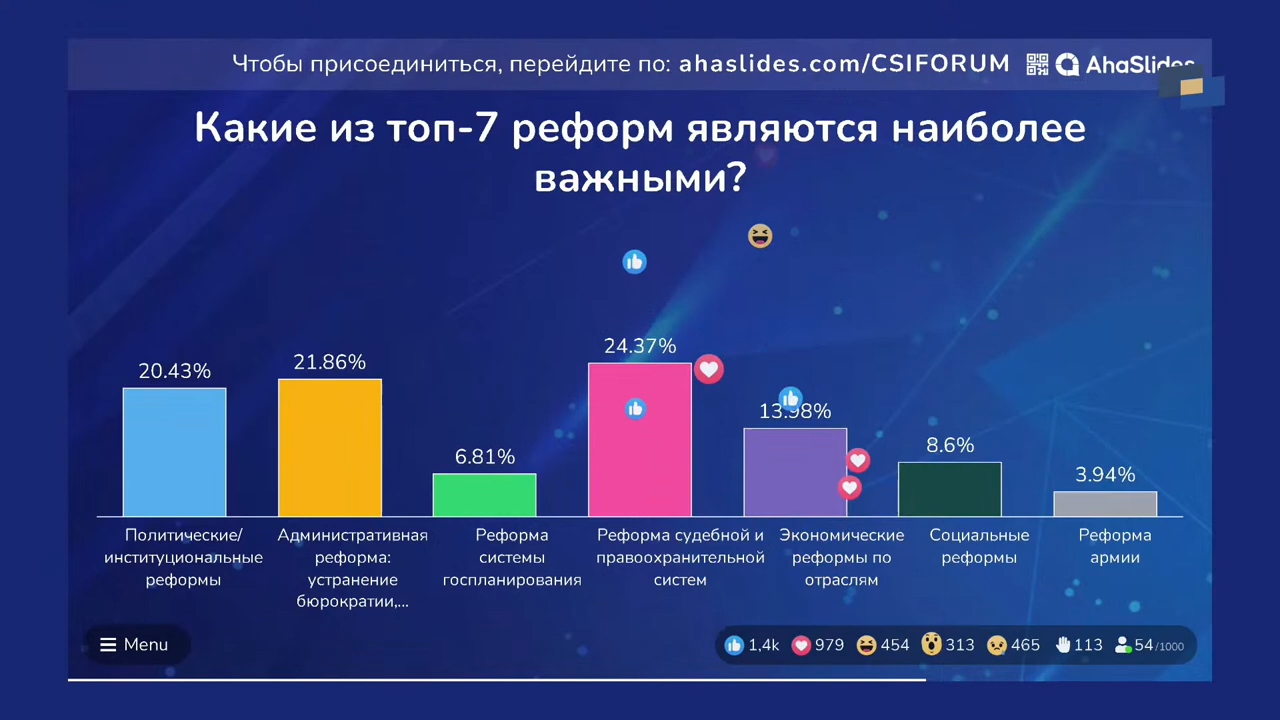 Чтобы присоединиться, перейдите по: ahaslides.com/CSIFORUM AhaSlides
Какие из топ-7 реформ являются наиболее
важными?
20.43%
21.86%
6.81%
24.37%
13.98%
8.6%
3.94%
Политические/
институциональные
реформы
Административная
реформа:
устранение
бюрократии,...
Реформа
системы
госпланирования
Реформа судебной и
правоохранительной
систем
Экономические
реформы по
отраслям
Социальные
реформы
Реформа
армии
Menu
1,4k 979 454 313 465 113 54/1000